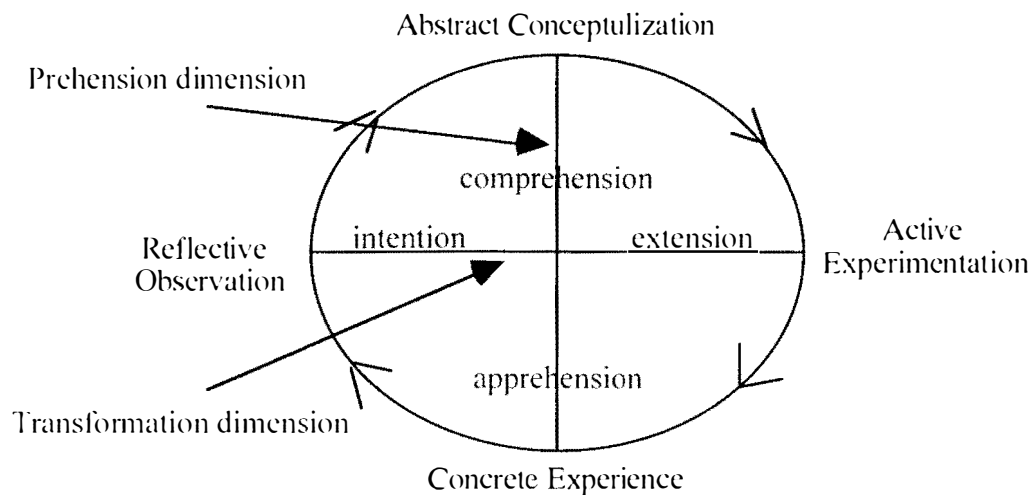 Abstract Conceptulization
Prehension dimension
comprehension
Reflective
Observation
intention
extension
Active
Experimentation
apprehension
Transformation dimension
Concrete Experience